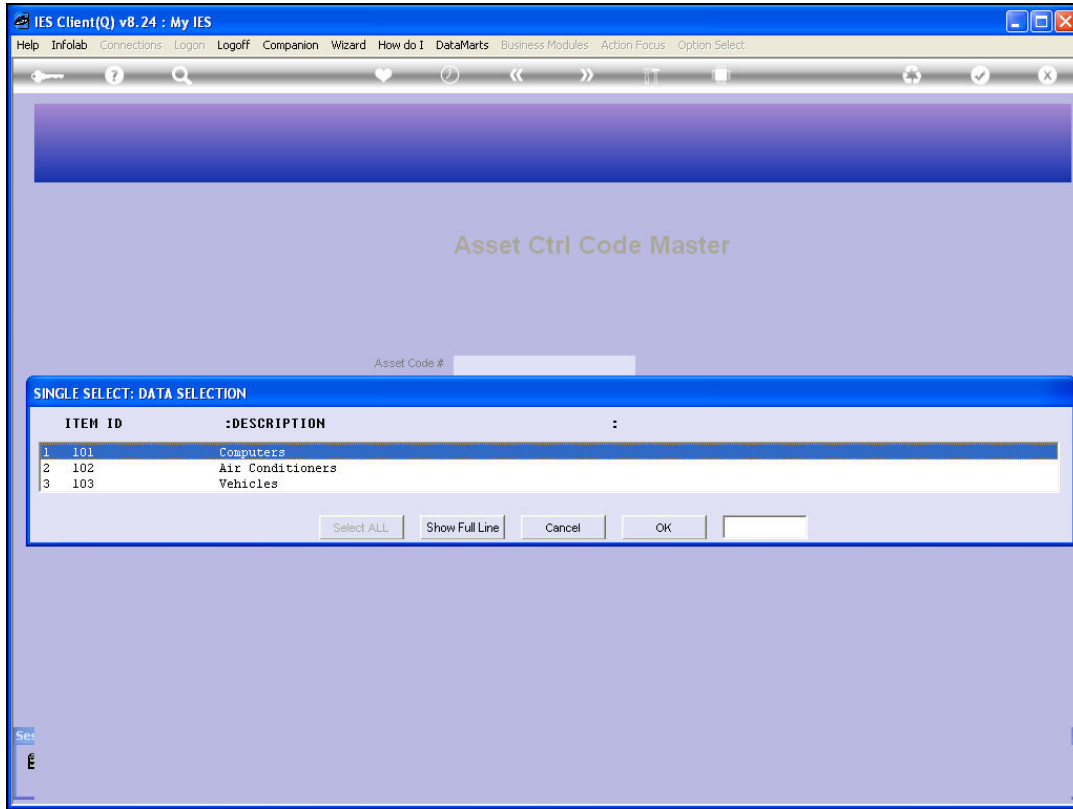 IES Client(Q) v8.24 : My IES
Help Infolab Connections Logon Logoff Companion Wizard How do I DataMarts Business Modules Action Focus Option Select
Asset Ctrl Code Master
Asset Code #
SINGLE SELECT: DATA SELECTION
ITEM ID :DESCRIPTION :
1 101 Computers
2 102 Air Conditioners
3 103 Vehicles
Select ALL Show Full Line Cancel OK
Ses